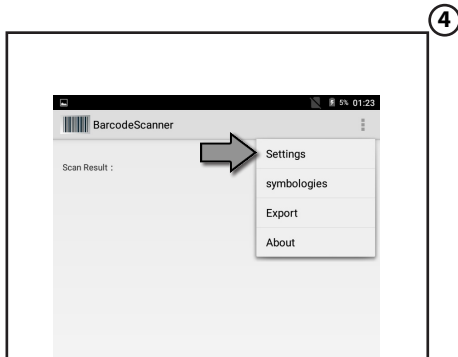 ④
5% 01:23
BarcodeScanner
Scan Result :
Settings
symbologies
Export
About